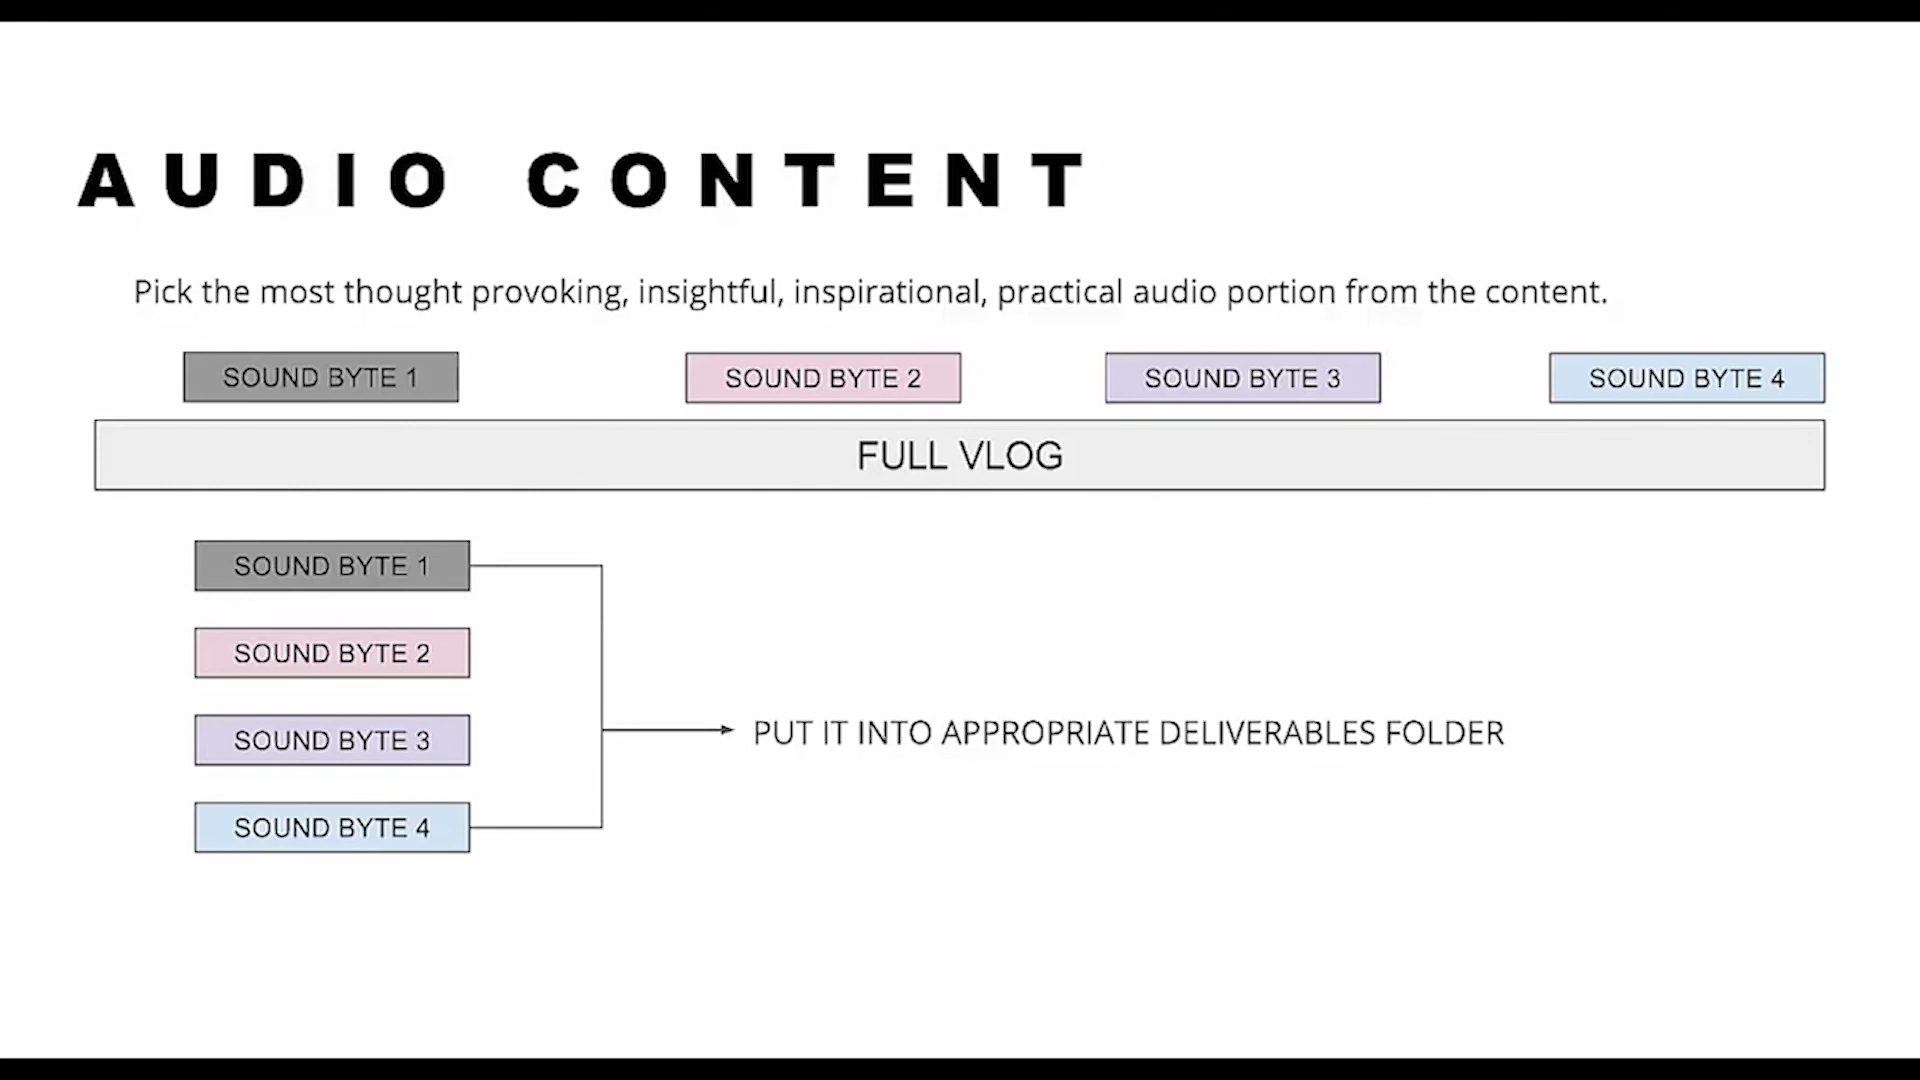 AUDIO CONTENT
Pick the most thought provoking, insightful, inspirational, practical audio portion from the content.
SOUND BYTE 1
SOUND BYTE 2
SOUND BYTE 3
SOUND BYTE 4
FULL VLOG
SOUND BYTE 1
SOUND BYTE 2
SOUND BYTE 3
SOUND BYTE 4
PUT IT INTO APPROPRIATE DELIVERABLES FOLDER